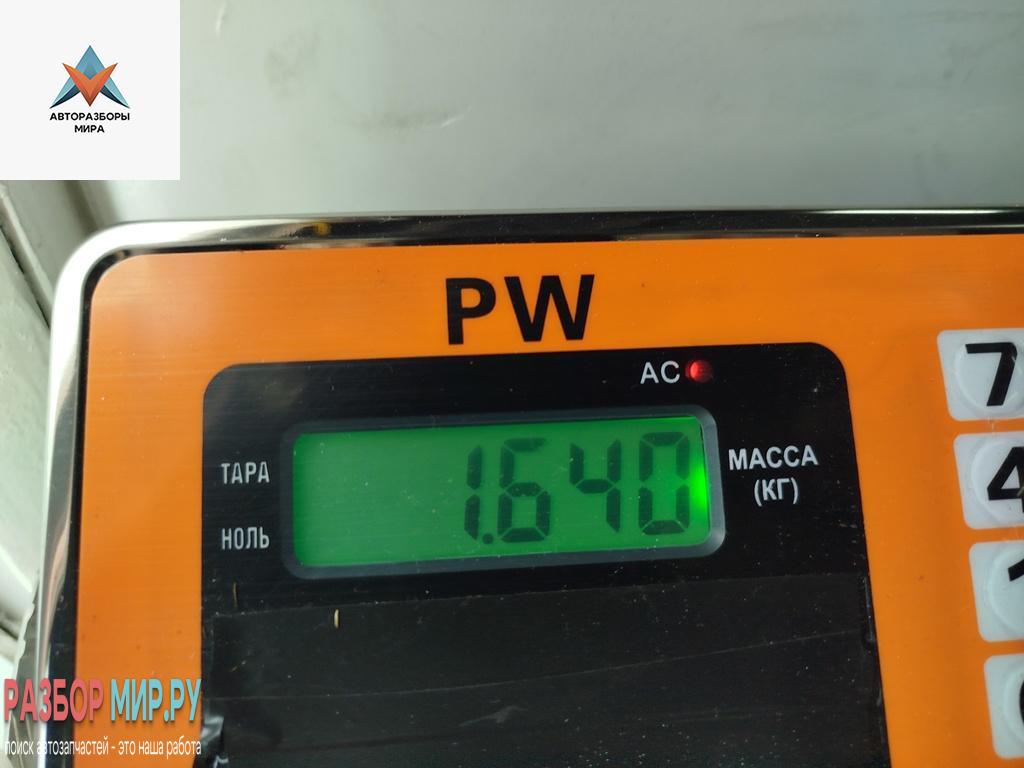 АВТОРАЗБОРЫ
МИРА
PW
AC
7
ТАРА
1.640
МАССА
(КГ)
4
НОЛЬ
1
РАЗБОР МИР.РУ
поиск автозапчастей - это наша работа